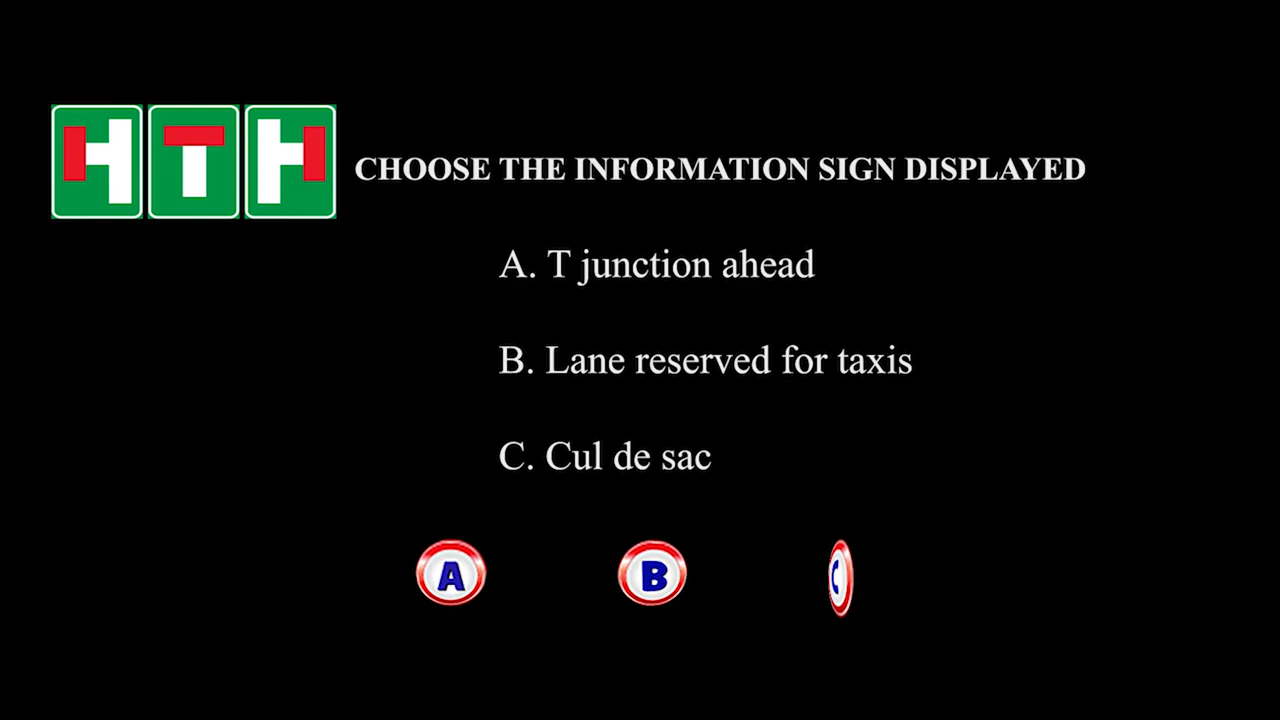 CHOOSE THE INFORMATION SIGN DISPLAYED
A. T junction ahead
B. Lane reserved for taxis
C. Cul de sac
A B C